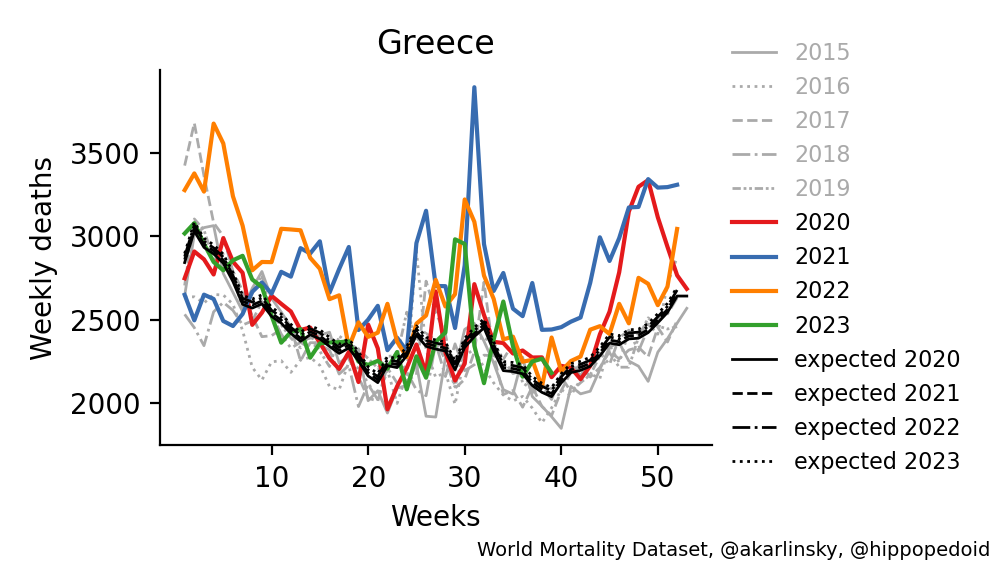 Greece
Weekly deaths
3500
3000
2500
2000
10 20 30 40 50
Weeks
2015
2016
2017
2018
2019
2020
2021
2022
2023
expected 2020
expected 2021
expected 2022
expected 2023
World Mortality Dataset, @akarlinsky, @hippopedoid